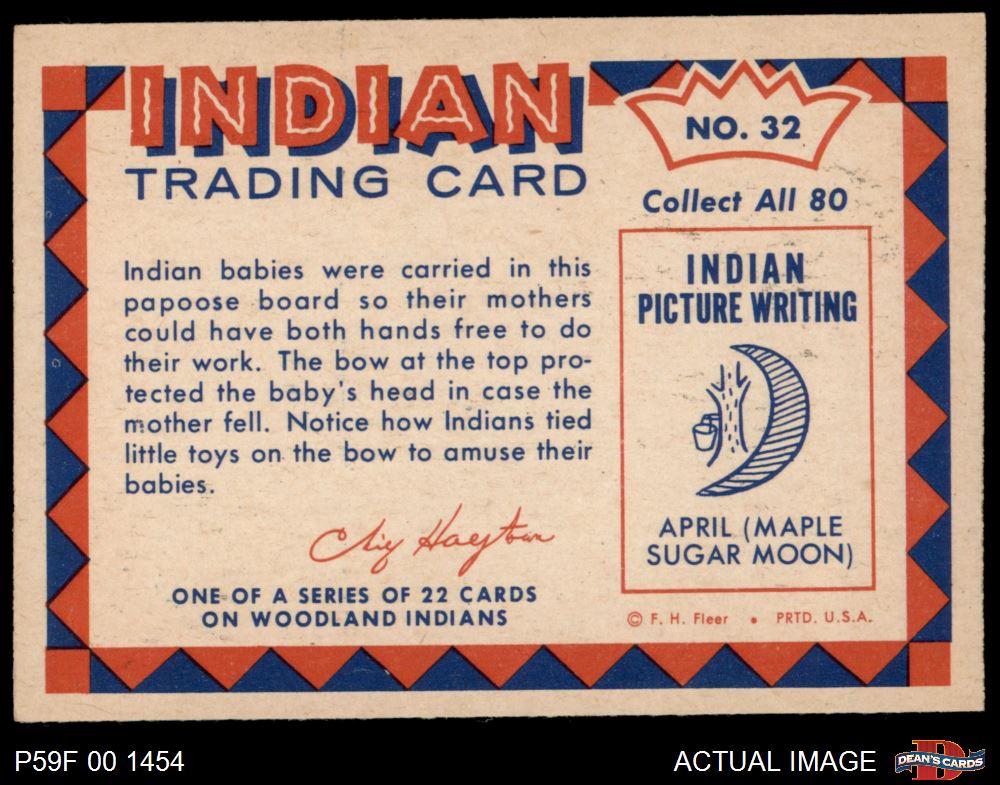 INDIAN
TRADING CARD
NO. 32
Collect All 80
Indian babies were carried in this
papoose board so their mothers
could have both hands free to do
their work. The bow at the top pro-
tected the baby's head in case the
mother fell. Notice how Indians tied
little toys on the bow to amuse their
babies.
Chief Haystan
ONE OF A SERIES OF 22 CARDS
ON WOODLAND INDIANS
INDIAN
PICTURE WRITING
APRIL (MAPLE
SUGAR MOON)
© F. H. Fleer • PRTD. U.S.A.
P59F 00 1454
ACTUAL IMAGE
D
DEAN'S CARDS